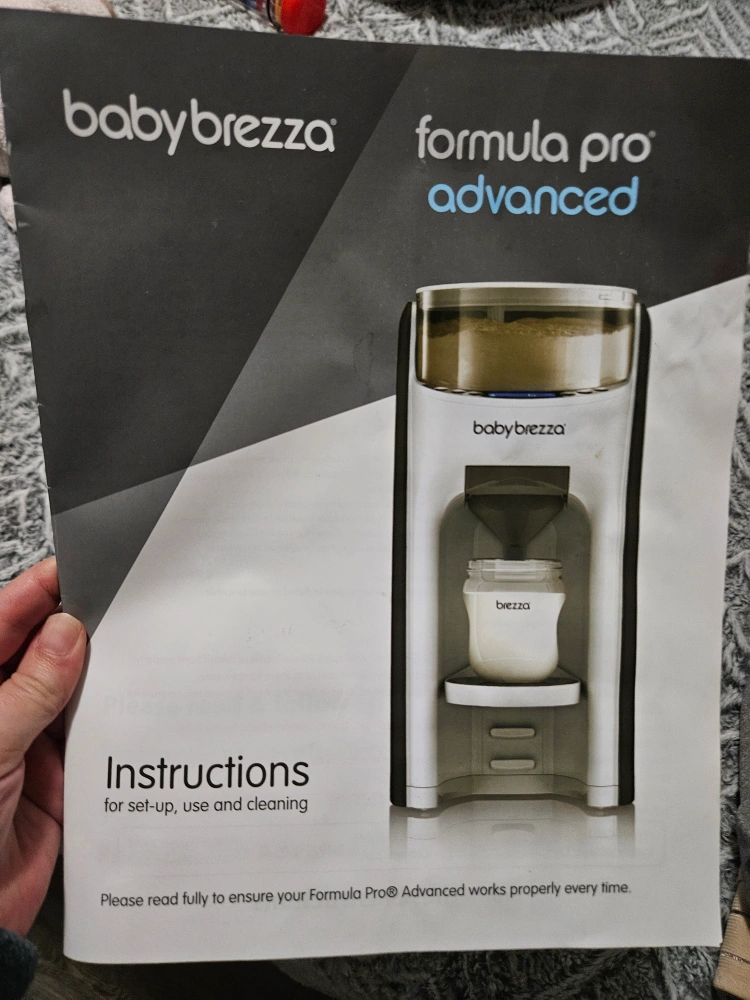 babybrezza®
formula pro®
advanced
babybrezza
brezza
Instructions
for set-up, use and cleaning
Please read fully to ensure your Formula Pro® Advanced works properly every time.